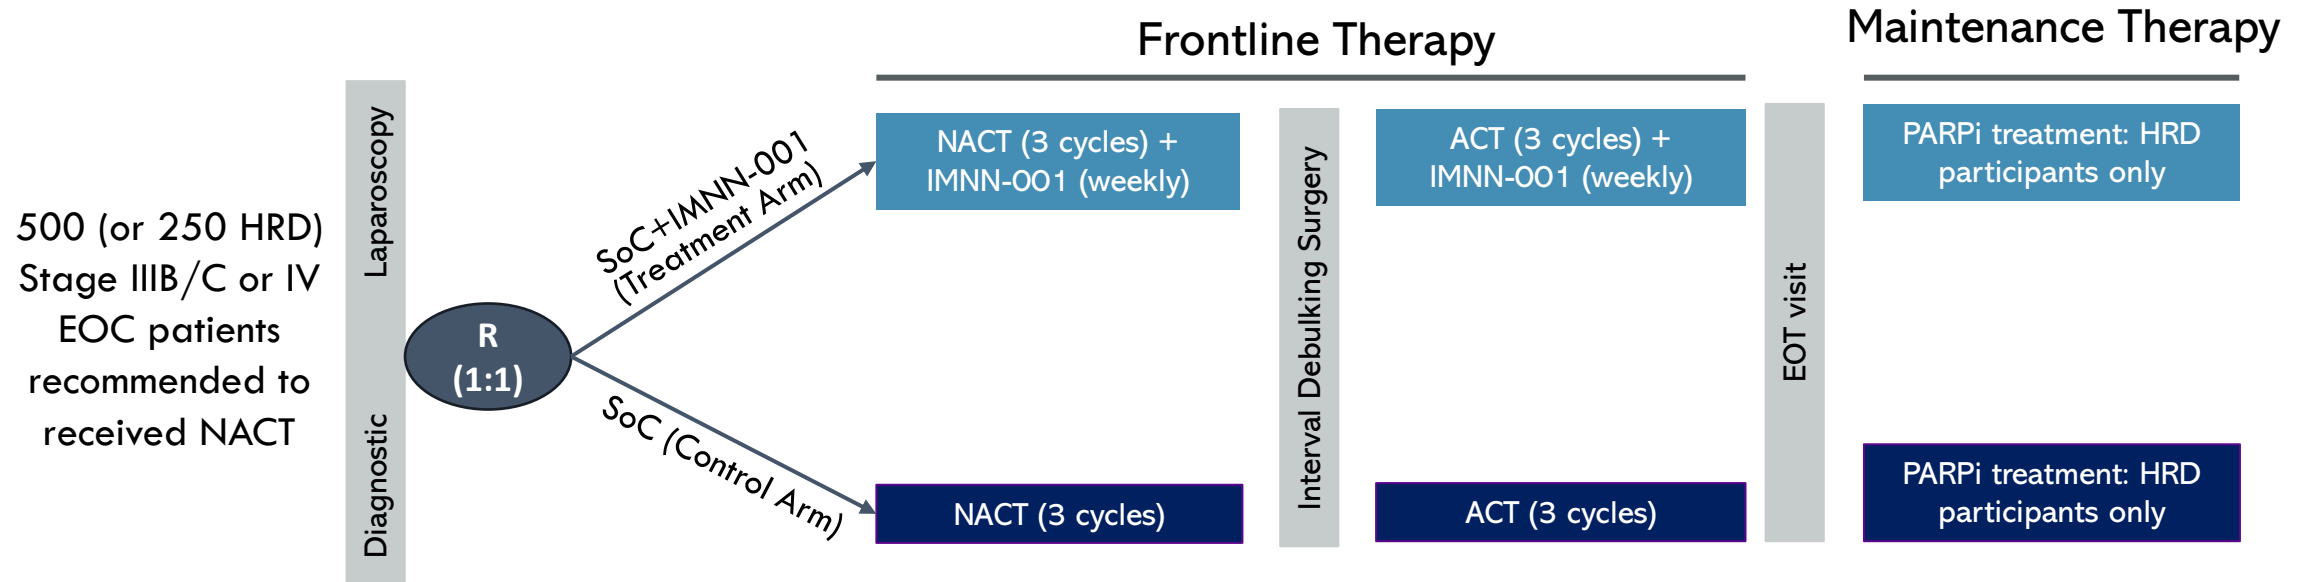 Frontline Therapy
Maintenance Therapy
500 (or 250 HRD)
Stage IIIB/C or IV
EOC patients
recommended to
received NACT
Diagnostic Laparoscopy
R
(1:1)
SoC+IMNN-001
(Treatment Arm)
SoC (Control Arm)
NACT (3 cycles) +
IMNN-001 (weekly)
NACT (3 cycles)
Interval Debulking Surgery
ACT (3 cycles) +
IMNN-001 (weekly)
ACT (3 cycles)
EOT visit
PARPi treatment: HRD
participants only
PARPi treatment: HRD
participants only